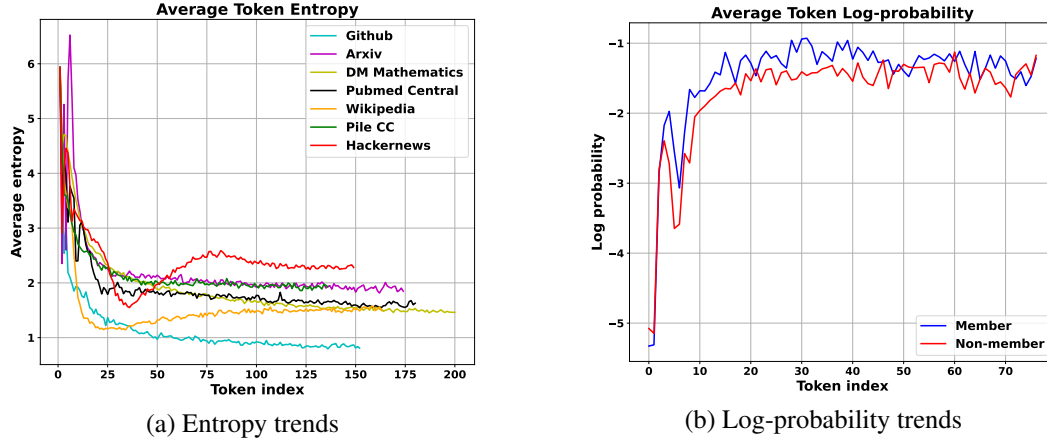 Average Token Entropy
Github
Arxiv
DM Mathematics
Pubmed Central
Wikipedia
Pile CC
Hackernews
Average entropy
6
5
4
3
2
1
0 25 50 75 100 125 150 175 200
Token index
(a) Entropy trends
Average Token Log-probability
Log probability
−1
−2
−3
−4
−5
Member
Non-member
0 10 20 30 40 50 60 70
Token index
(b) Log-probability trends